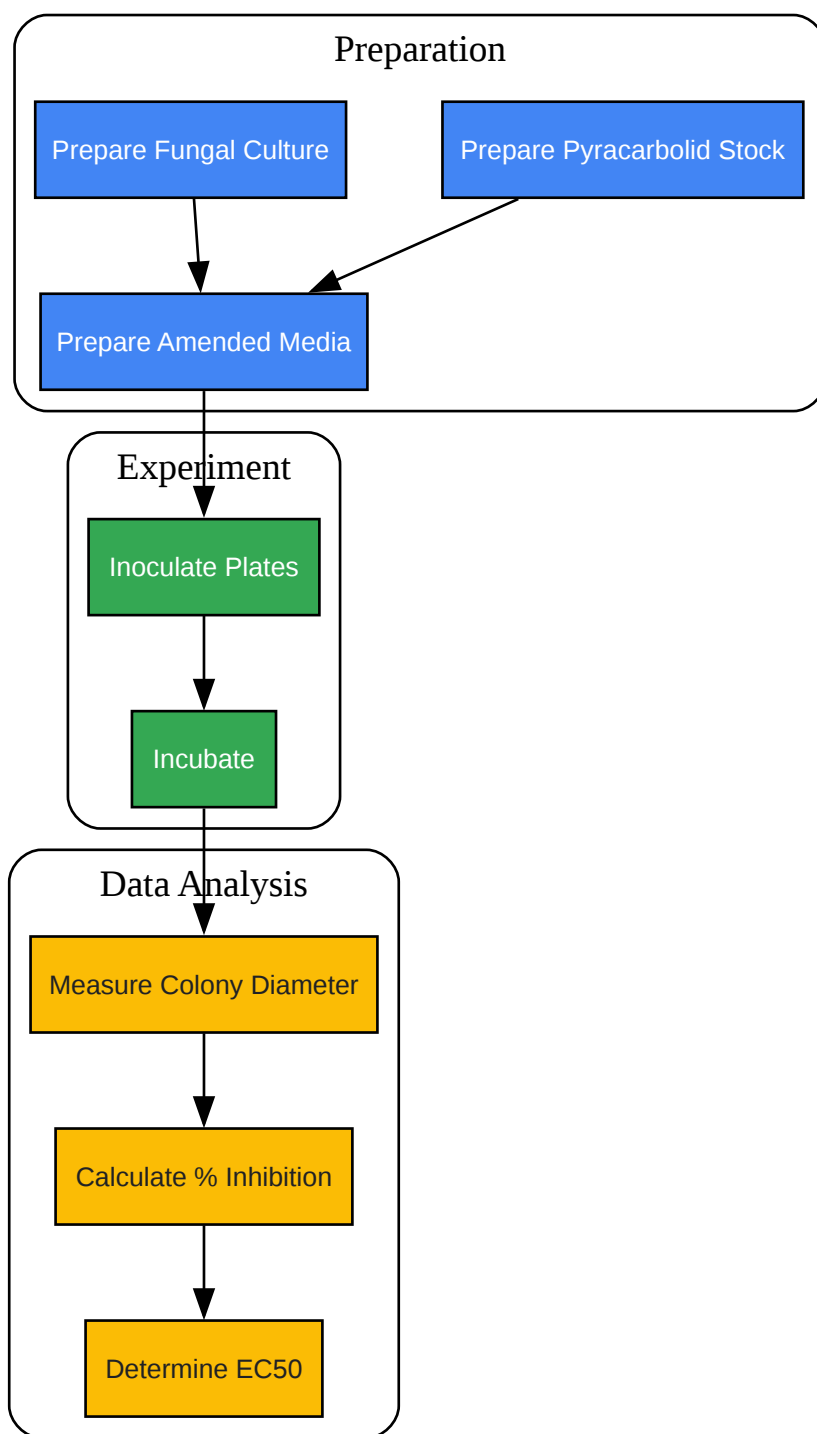 Preparation
Prepare Fungal Culture
Prepare Pyracarbolid Stock
Prepare Amended Media
Experiment
Inoculate Plates
Incubate
Data Analysis
Measure Colony Diameter
Calculate % Inhibition
Determine EC50